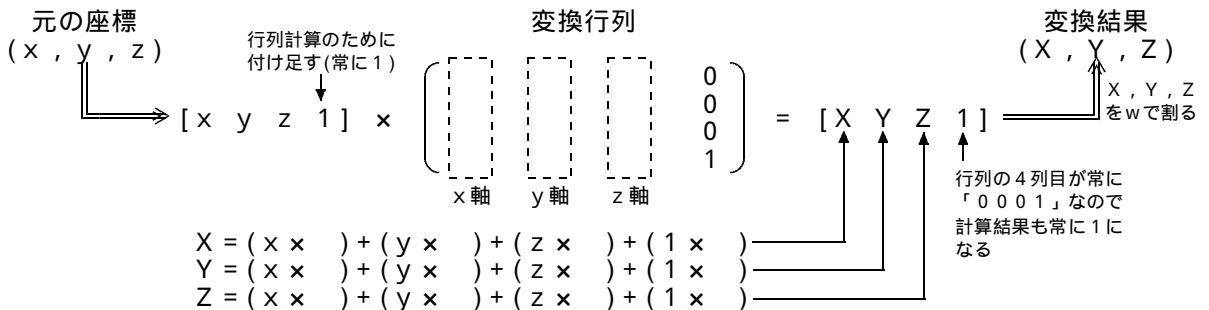 元の座標
(x,y,z)
行列計算のために
付け足す(常に1)
変換行列
変換結果
(X,Y,Z)
X,Y,Z
をwで割る
[x y z 1] × 0 0 0 1 = [X Y Z 1]
x軸 y軸 z軸
行列の4列目が常に
「0001」なので
計算結果も常に1に
なる
X=(x× )+(y× )+(z× )+(1× )
Y=(x× )+(y× )+(z× )+(1× )
Z=(x× )+(y× )+(z× )+(1× )